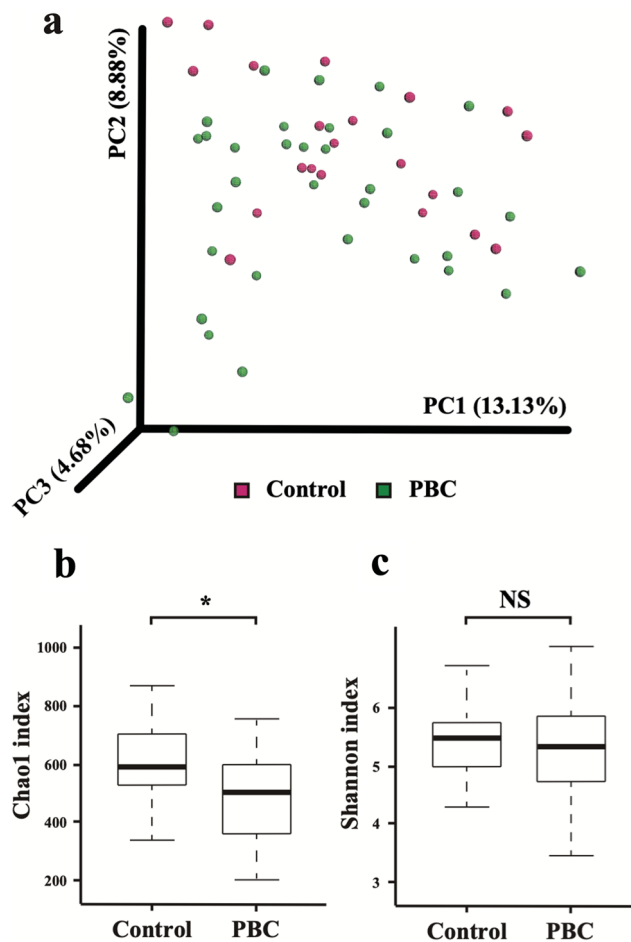 a
PC2 (8.88%)
PC1 (13.13%)
PC3 (4.68%)
Control PBC
b
*
Chao1 index
1000
800
600
400
200
Control PBC
c
NS
Shannon index
6
5
4
3
Control PBC